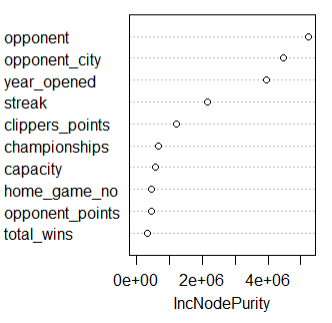 opponent
opponent_city
year_opened
streak
clippers_points
championships
capacity
home_game_no
opponent_points
total_wins
0e+00 2e+06 4e+06
IncNodePurity